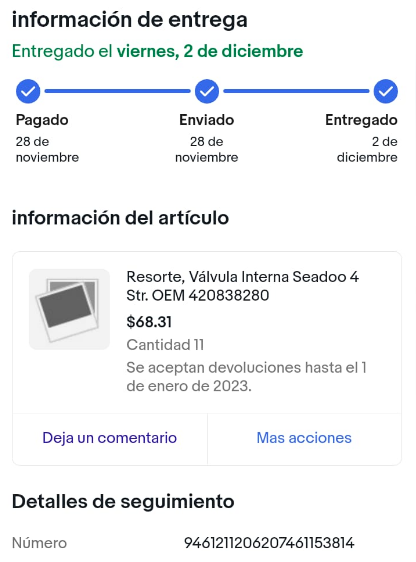 información de entrega
Entregado el viernes, 2 de diciembre
Pagado
28 de
noviembre
Enviado
28 de
noviembre
Entregado
2 de
diciembre
información del artículo
Resorte, Válvula Interna Seadoo 4
Str. OEM 420838280
$68.31
Cantidad 11
Se aceptan devoluciones hasta el 1
de enero de 2023.
Deja un comentario
Mas acciones
Detalles de seguimiento
Número
9461211206207461153814